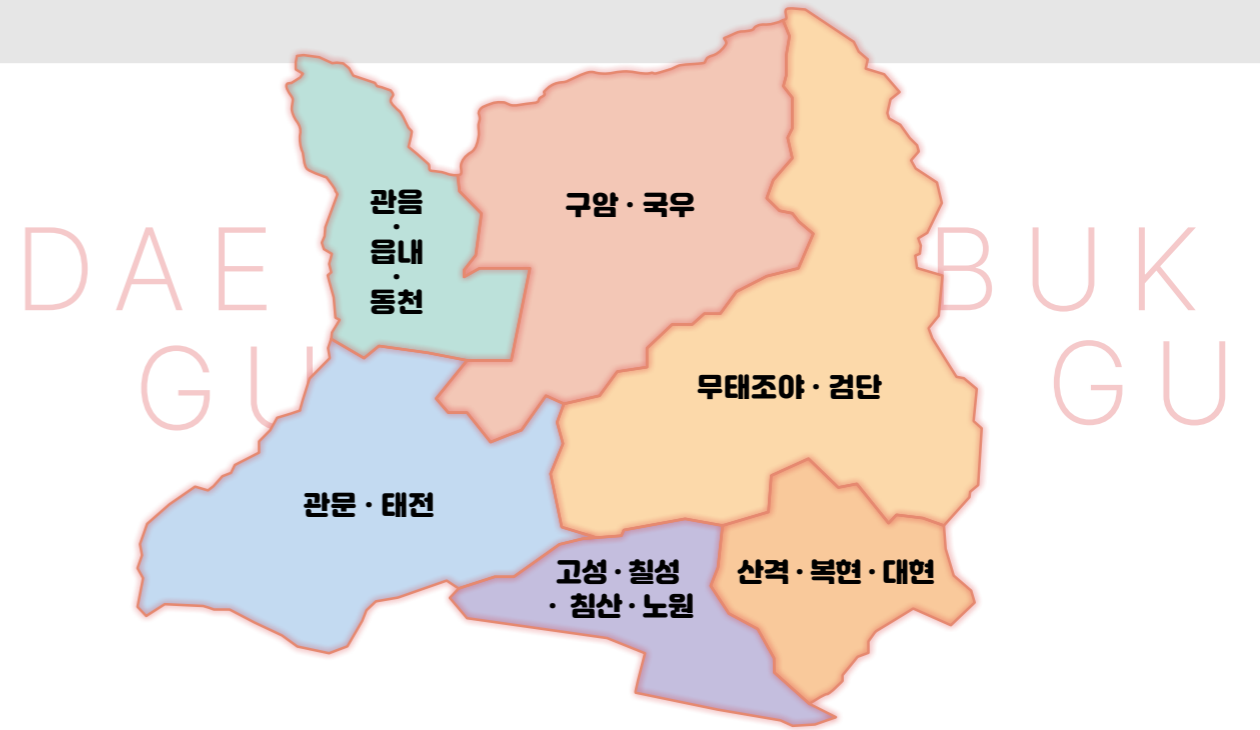 관음
·
읍내
·
동천
구암 · 국우
DAE
BUK
GU
GU
무태조야 · 검단
관문 · 태전
고성 · 칠성
· 침산 · 노원
산격 · 복현 · 대현